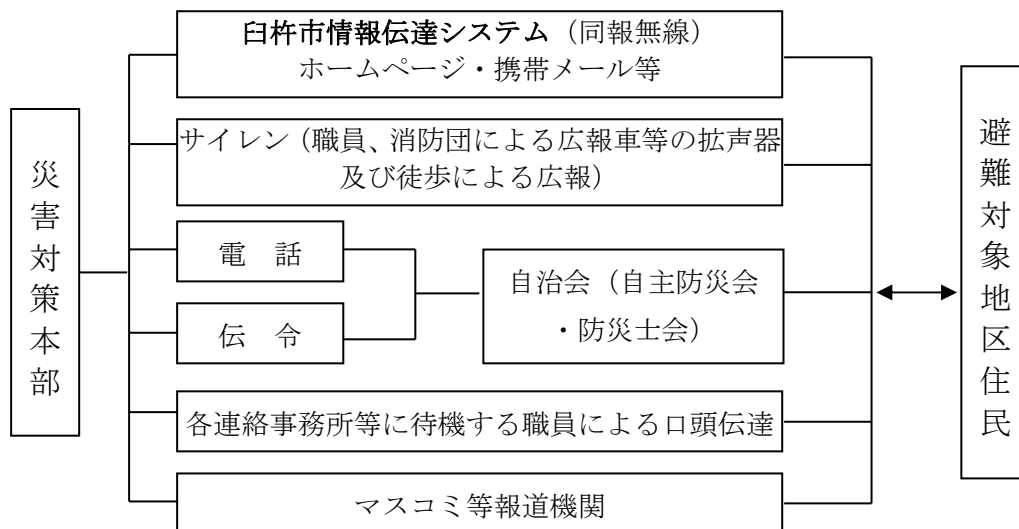 災害対策本部
臼杵市情報伝達システム（同報無線）
ホームページ・携帯メール等
サイレン（職員、消防団による広報車等の拡声器
及び徒歩による広報）
電　話
伝　令
自治会（自主防災会
・防災士会）
各連絡事務所等に待機する職員による口頭伝達
マスコミ等報道機関
避難対象地区住民